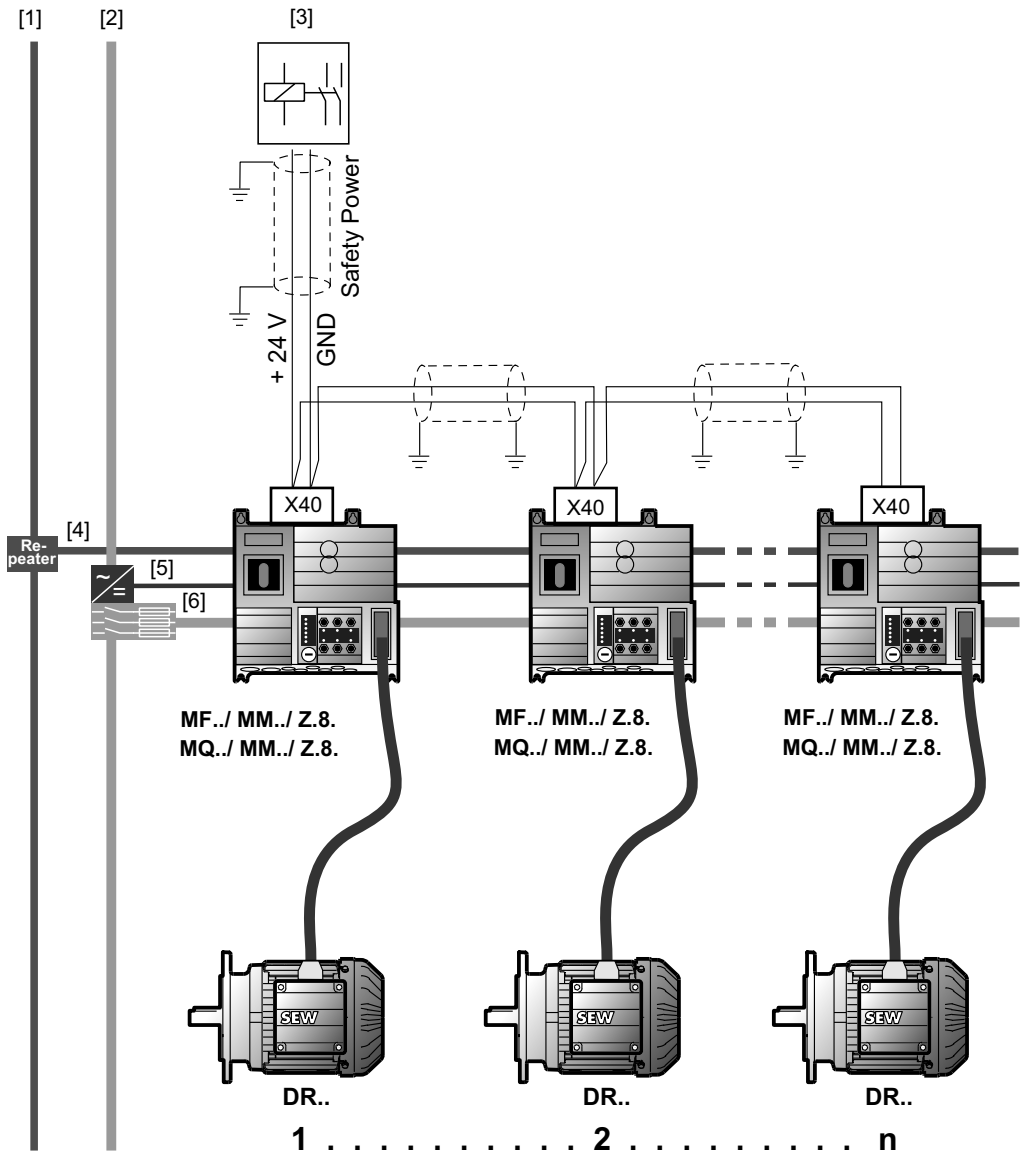 [1] [2] [3]
Safety Power
+ 24 V
GND
X40 X40 X40
[4]
Re-
peater
[5]
[6]
MF../ MM../ Z.8. MF../ MM../ Z.8. MF../ MM../ Z.8.
MQ../ MM../ Z.8. MQ../ MM../ Z.8. MQ../ MM../ Z.8.
SEW SEW SEW
DR.. DR.. DR..
1 . . . . . . . . . . 2 . . . . . . . . . n